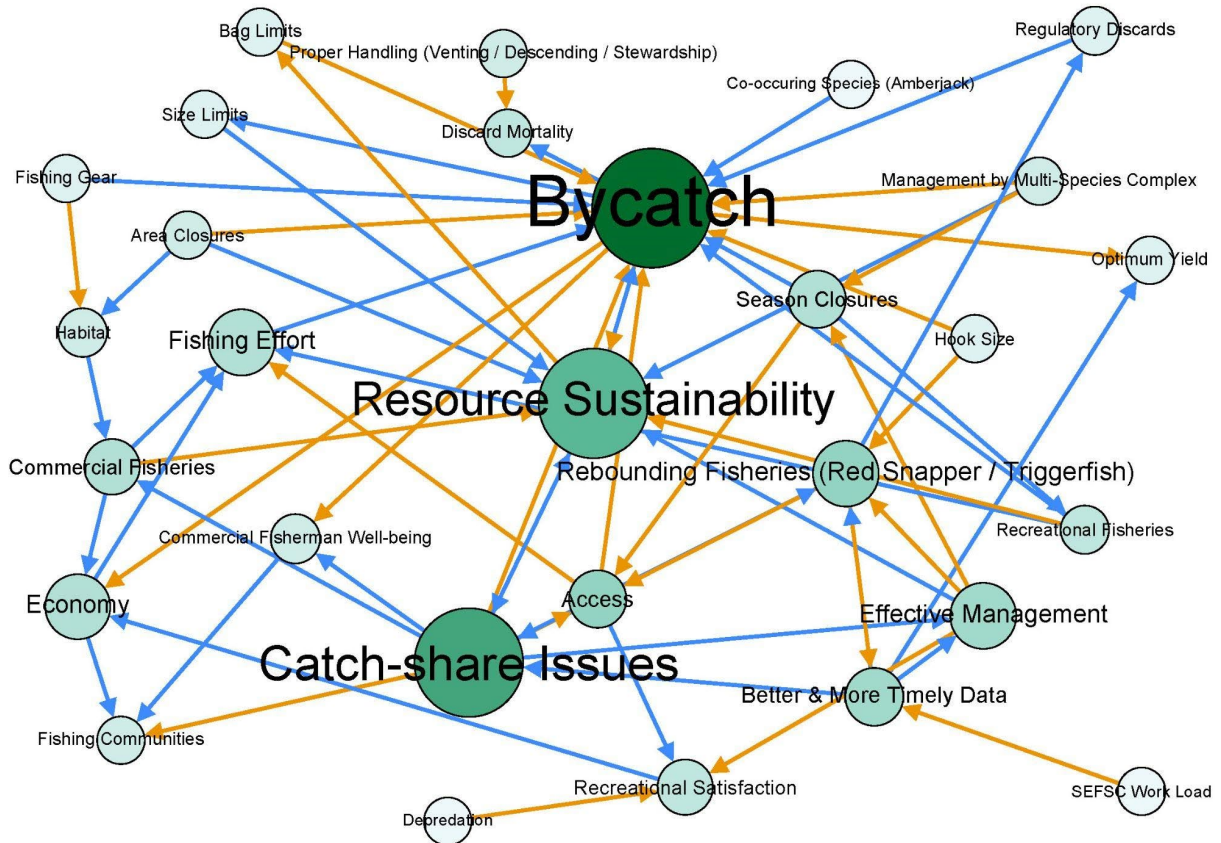 Bag Limits
Regulatory Discards
Proper Handling (Venting / Descending / Stewardship)
Co-occuring Species (Amberjack)
Size Limits
Discard Mortality
Fishing Gear
Management by Multi-Species Complex
Bycatch
Area Closures
Optimum Yield
Season Closures
Habitat
Fishing Effort
Hook Size
Resource Sustainability
Commercial Fisheries
Rebounding Fisheries (Red Snapper / Triggerfish)
Recreational Fisheries
Commercial Fisherman Well-being
Economy
Access
Effective Management
Catch-share Issues
Better & More Timely Data
Fishing Communities
Recreational Satisfaction
SEFSC Work Load
Depredation